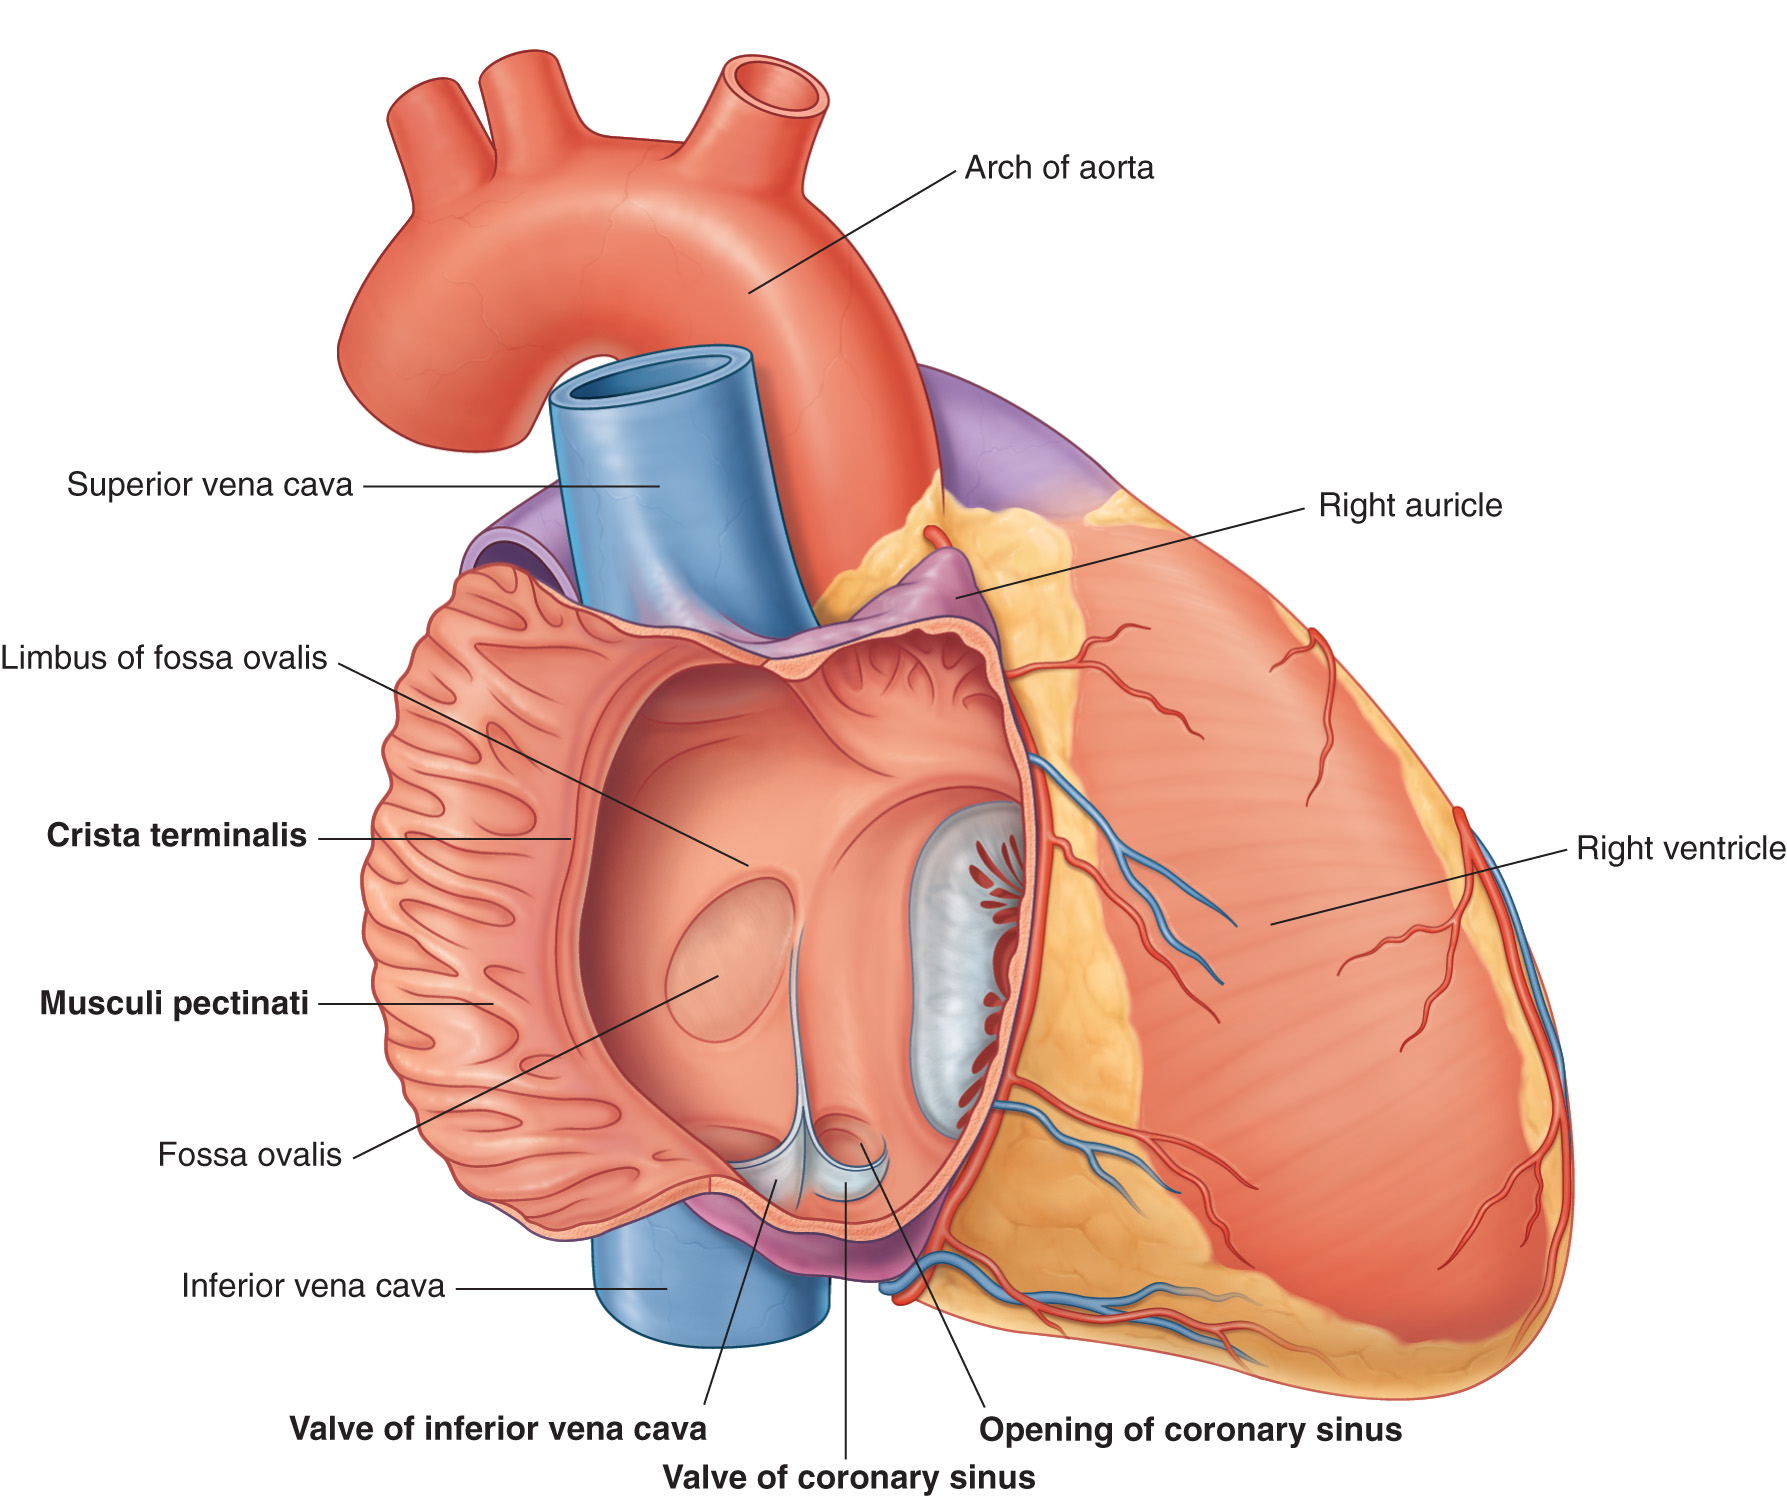 Arch of aorta
Superior vena cava
Right auricle
Limbus of fossa ovalis
Crista terminalis
Right ventricle
Musculi pectinati
Fossa ovalis
Inferior vena cava
Valve of inferior vena cava
Opening of coronary sinus
Valve of coronary sinus